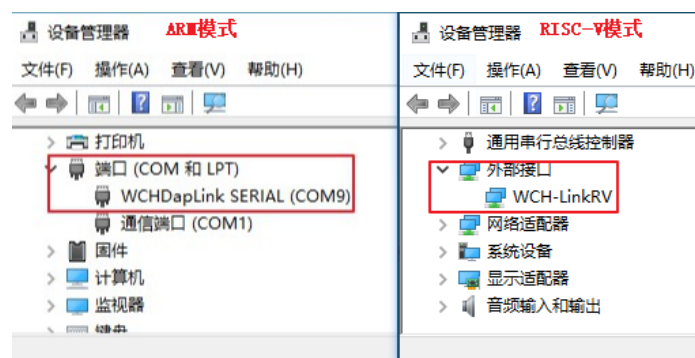 设备管理器 ARM模式
文件(F) 操作(A) 查看(V) 帮助(H)
打印机
端口 (COM 和 LPT)
WCHDapLink SERIAL (COM9)
通信端口 (COM1)
固件
计算机
监视器
键盘
设备管理器 RISC-V模式
文件(F) 操作(A) 查看(V) 帮助(H)
通用串行总线控制器
外部接口
WCH-LinkRV
网络适配器
系统设备
显示适配器
音频输入和输出